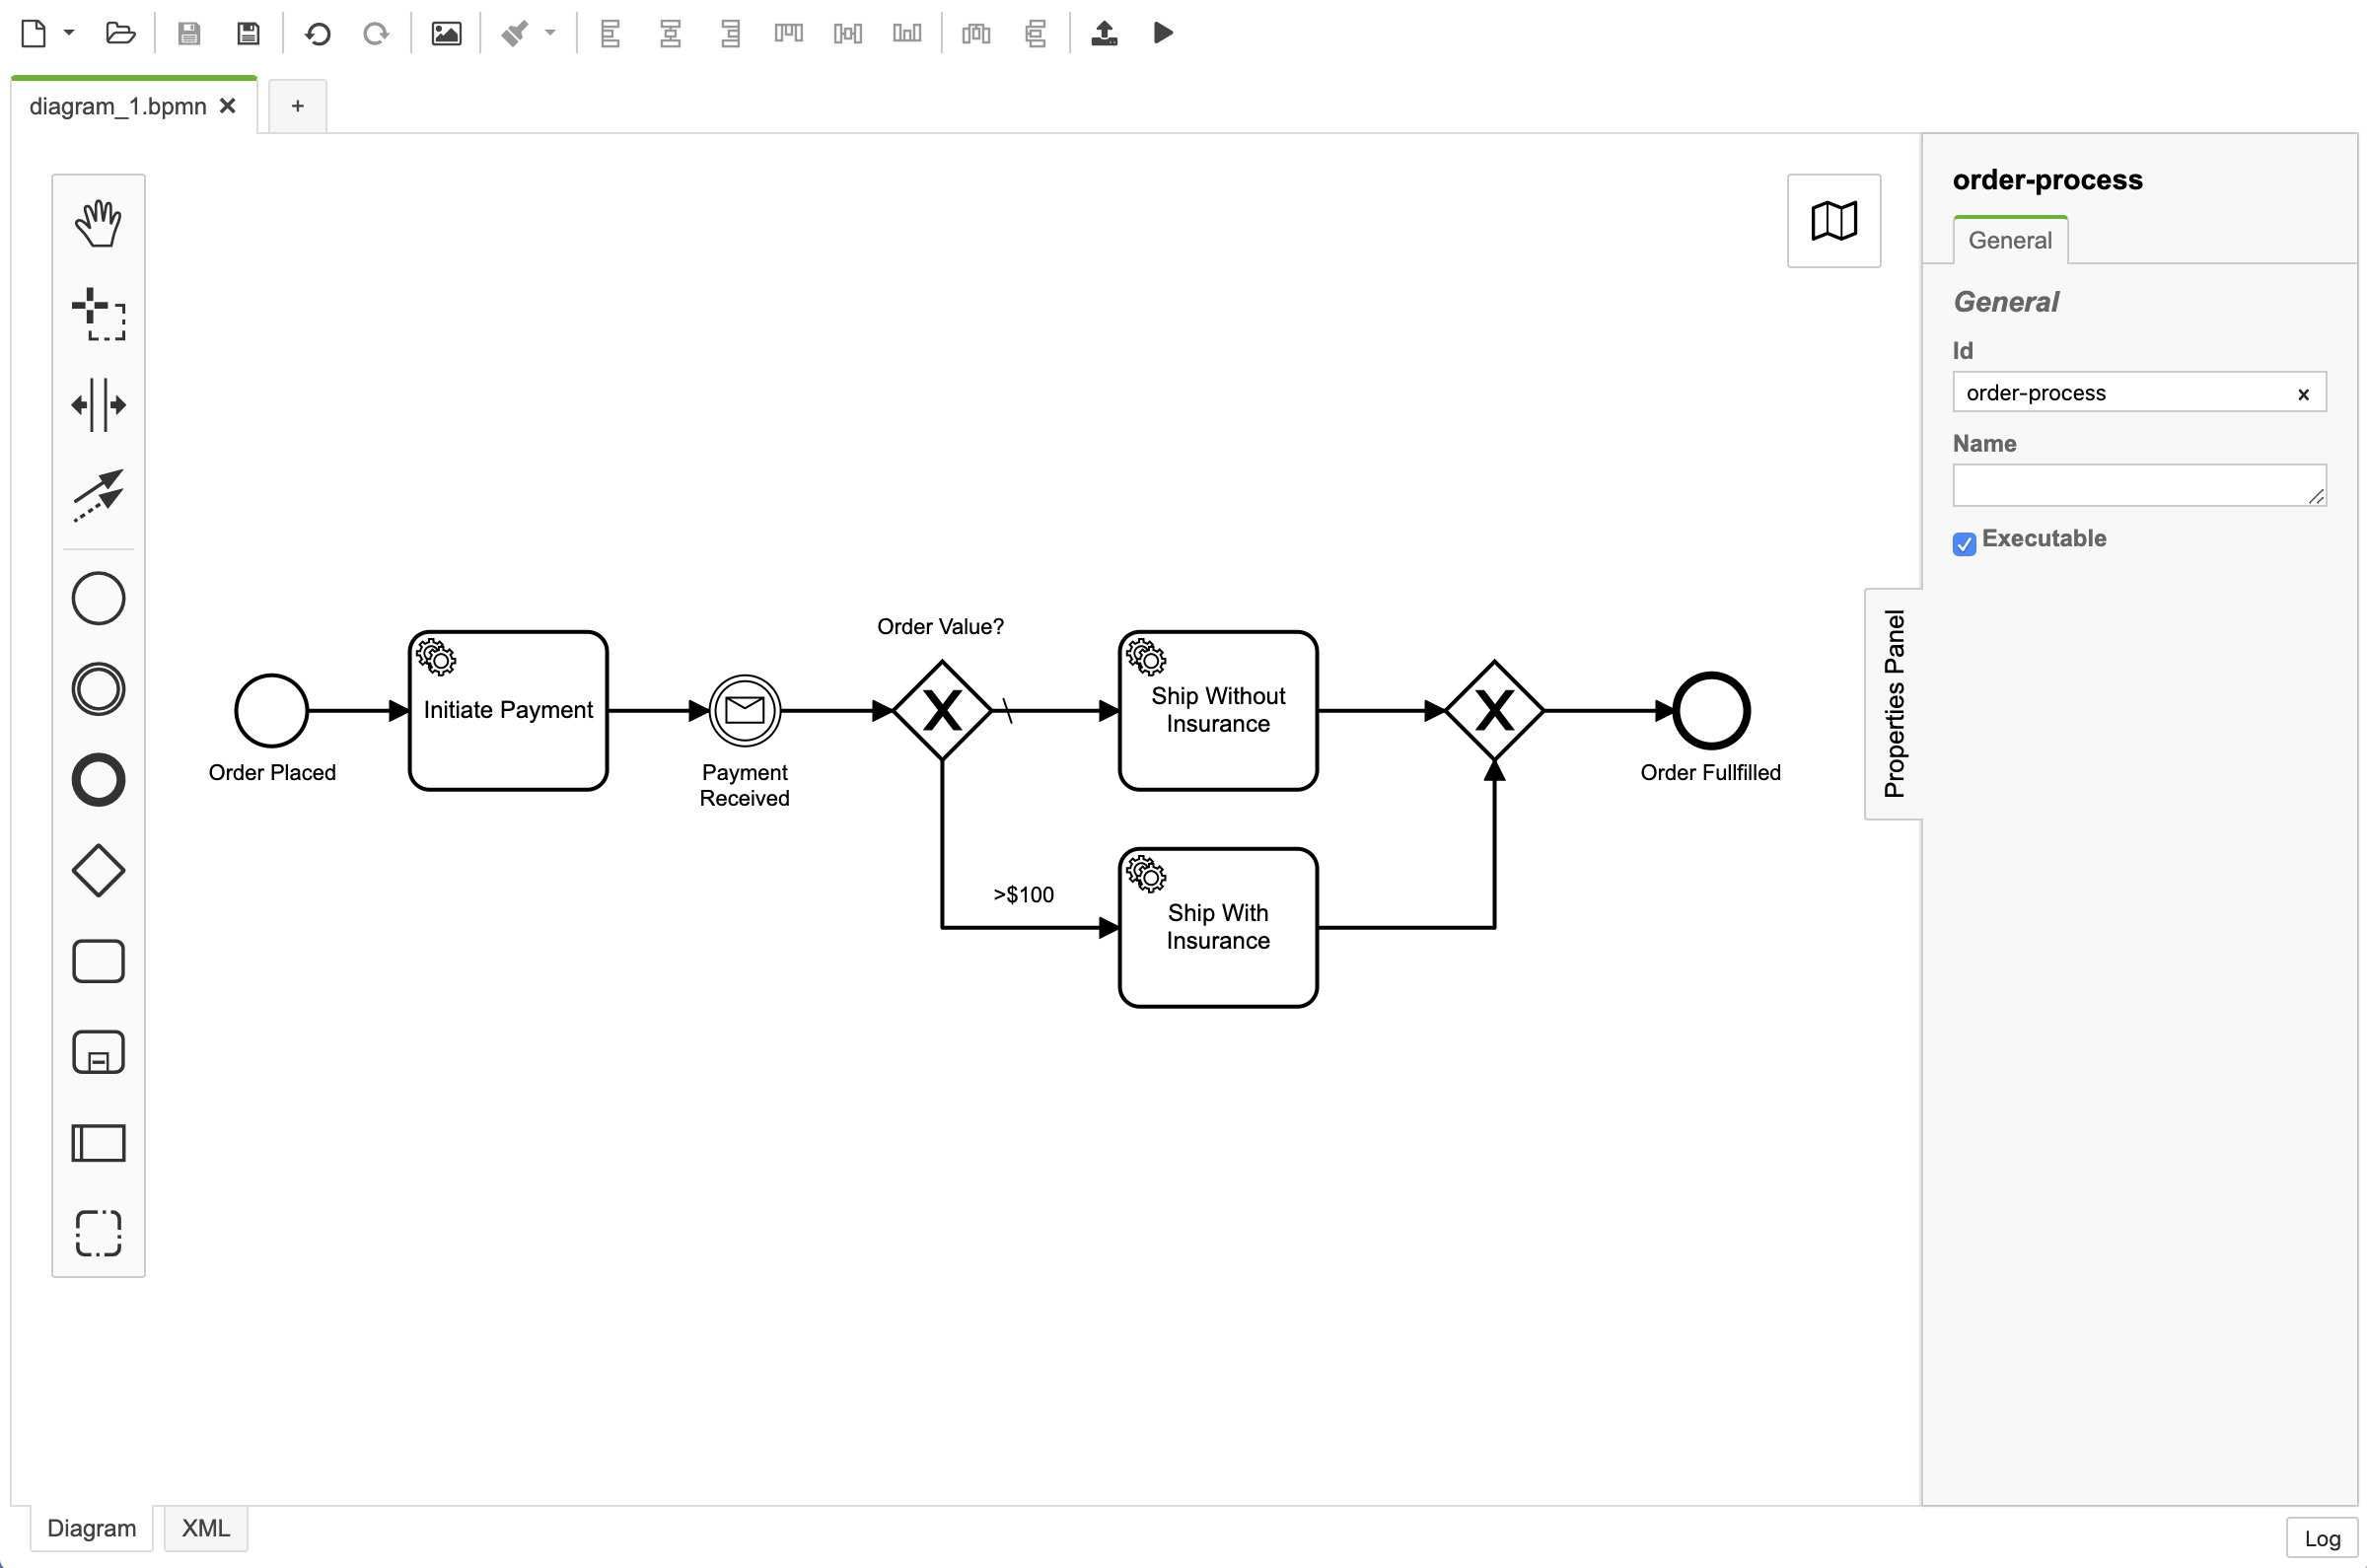 diagram_1.bpmn
+
order-process
General
General
Id
order-process
Name
Executable
Properties Panel
Order Value?
Initiate Payment
Ship Without
Insurance
Order Placed
Payment
Received
Order Fullfilled
>$100
Ship With
Insurance
Diagram
XML
Log